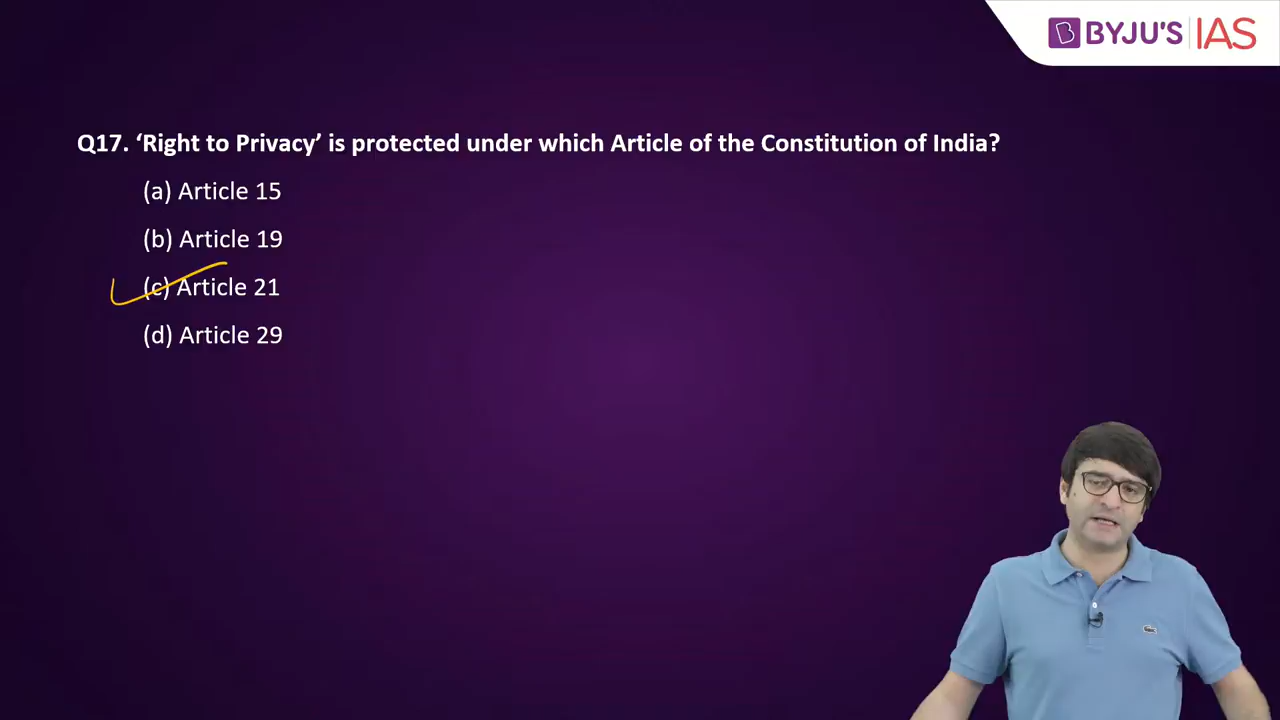 BYJU'S IAS
Q17. ‘Right to Privacy’ is protected under which Article of the Constitution of India?
(a) Article 15
(b) Article 19
(c) Article 21
(d) Article 29